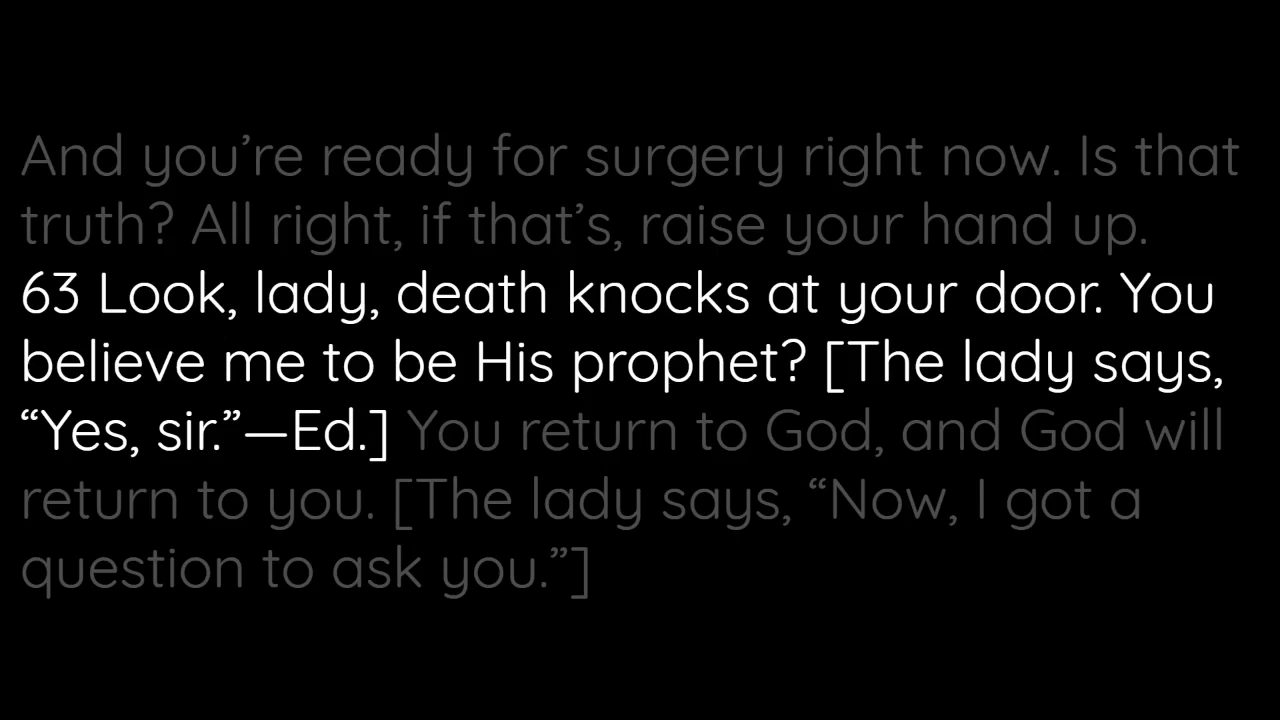 And you’re ready for surgery right now. Is that
truth? All right, if that’s, raise your hand up.
63 Look, lady, death knocks at your door. You
believe me to be His prophet? [The lady says,
“Yes, sir.”—Ed.] You return to God, and God will
return to you. [The lady says, “Now, I got a
question to ask you.”]